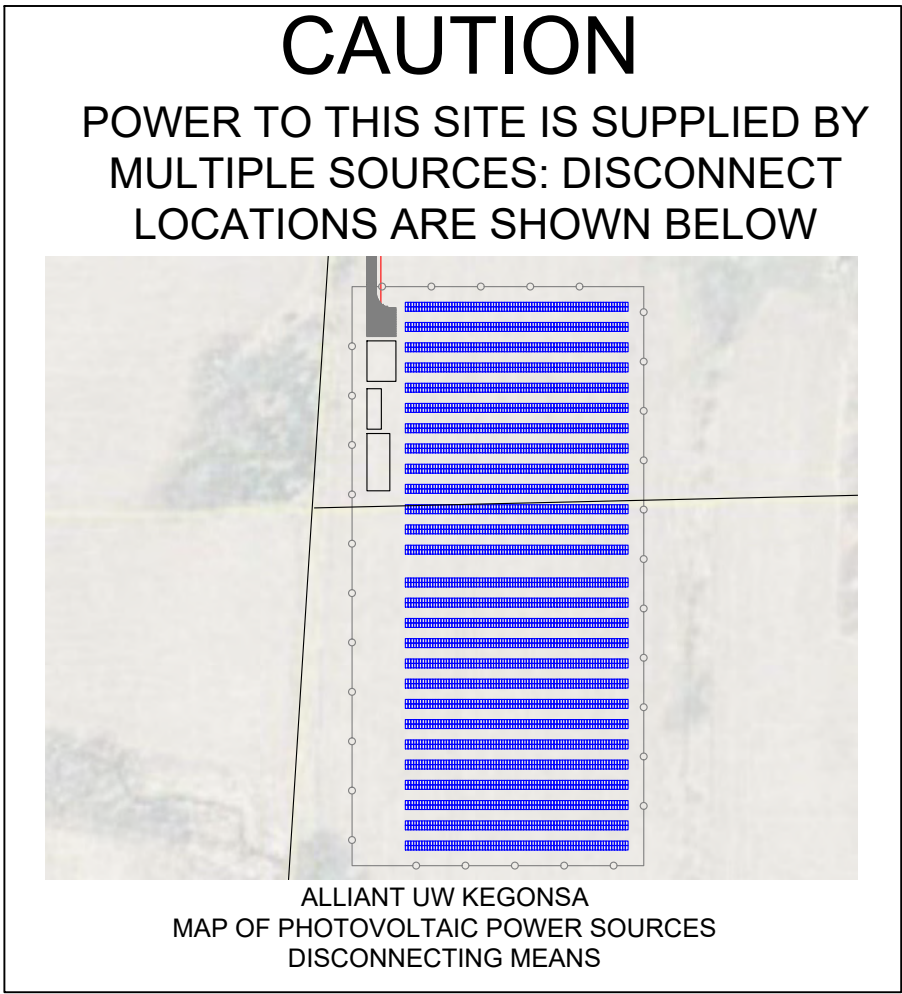 CAUTION
POWER TO THIS SITE IS SUPPLIED BY
MULTIPLE SOURCES: DISCONNECT
LOCATIONS ARE SHOWN BELOW
ALLIANT UW KEGONSA
MAP OF PHOTOVOLTAIC POWER SOURCES
DISCONNECTING MEANS